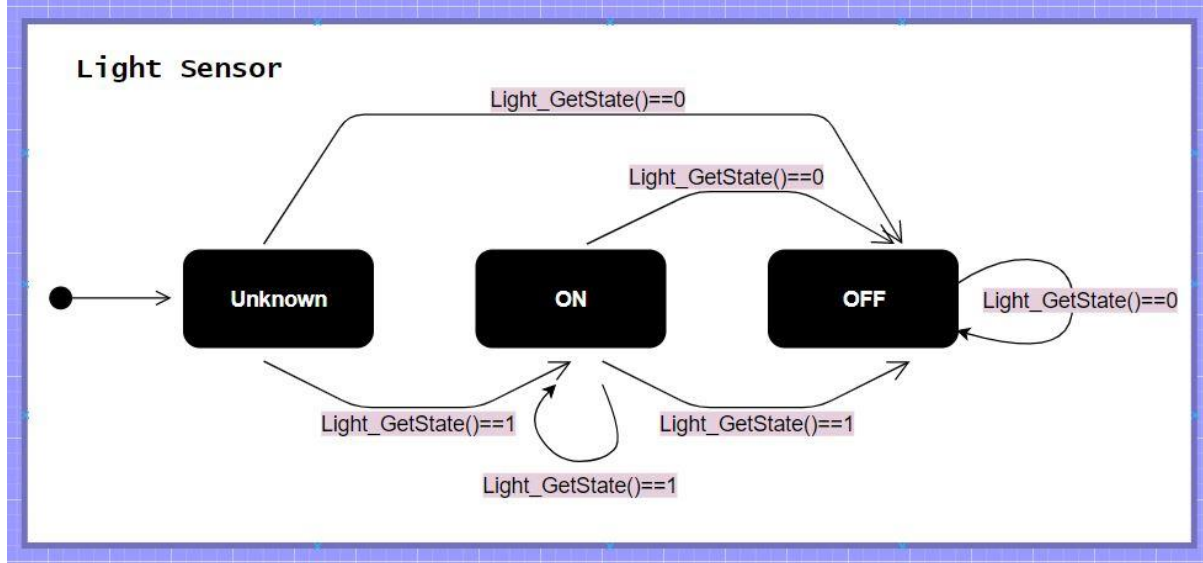 Light Sensor
Light_GetState()==0
Light_GetState()==0
Unknown
ON
OFF
Light_GetState()==0
Light_GetState()==1
Light_GetState()==1
Light_GetState()==1